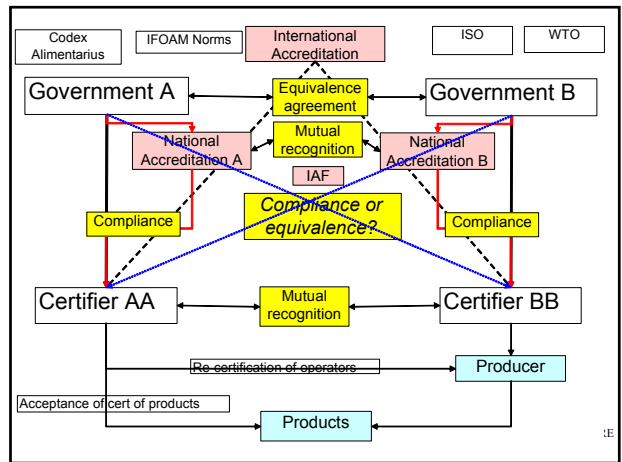 Codex
Alimentarius
IFOAM Norms
International
Accreditation
ISO
WTO
Government A
Equivalence
agreement
Government B
Mutual
recognition
National
Accreditation A
National
Accreditation B
IAF
Compliance or
equivalence?
Compliance
Compliance
Certifier AA
Mutual
recognition
Certifier BB
Re certification of operators
Producer
Acceptance of cert of products
Products